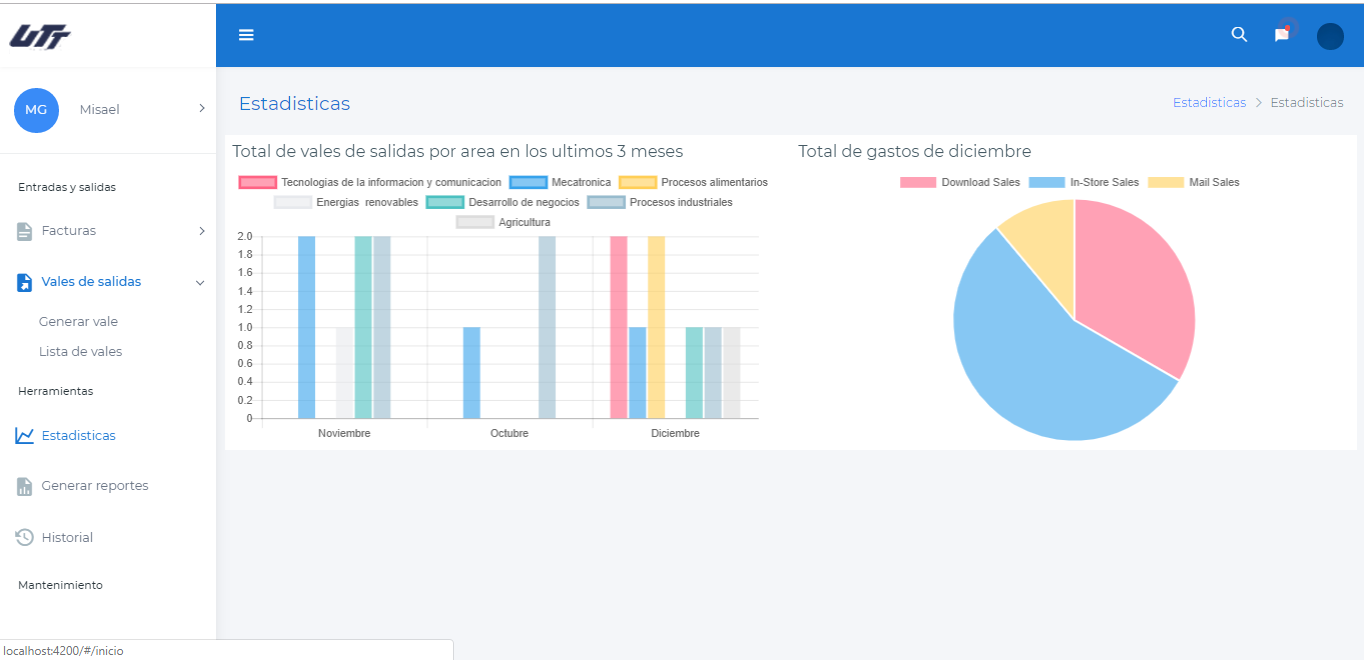 UTT
MG
Misael
Entradas y salidas
Facturas
Vales de salidas
Generar vale
Lista de vales
Herramientas
Estadisticas
Generar reportes
Historial
Mantenimiento
localhost:4200/#/inicio
Estadisticas
Estadisticas > Estadisticas
Total de vales de salidas por area en los ultimos 3 meses
Tecnologias de la informacion y comunicacion Mecatronica Procesos alimentarios
Energias renovables Desarrollo de negocios Procesos industriales
Agricultura
2.0
1.8
1.6
1.4
1.2
1.0
0.8
0.6
0.4
0.2
0
Noviembre Octubre Diciembre
Total de gastos de diciembre
Download Sales In-Store Sales Mail Sales